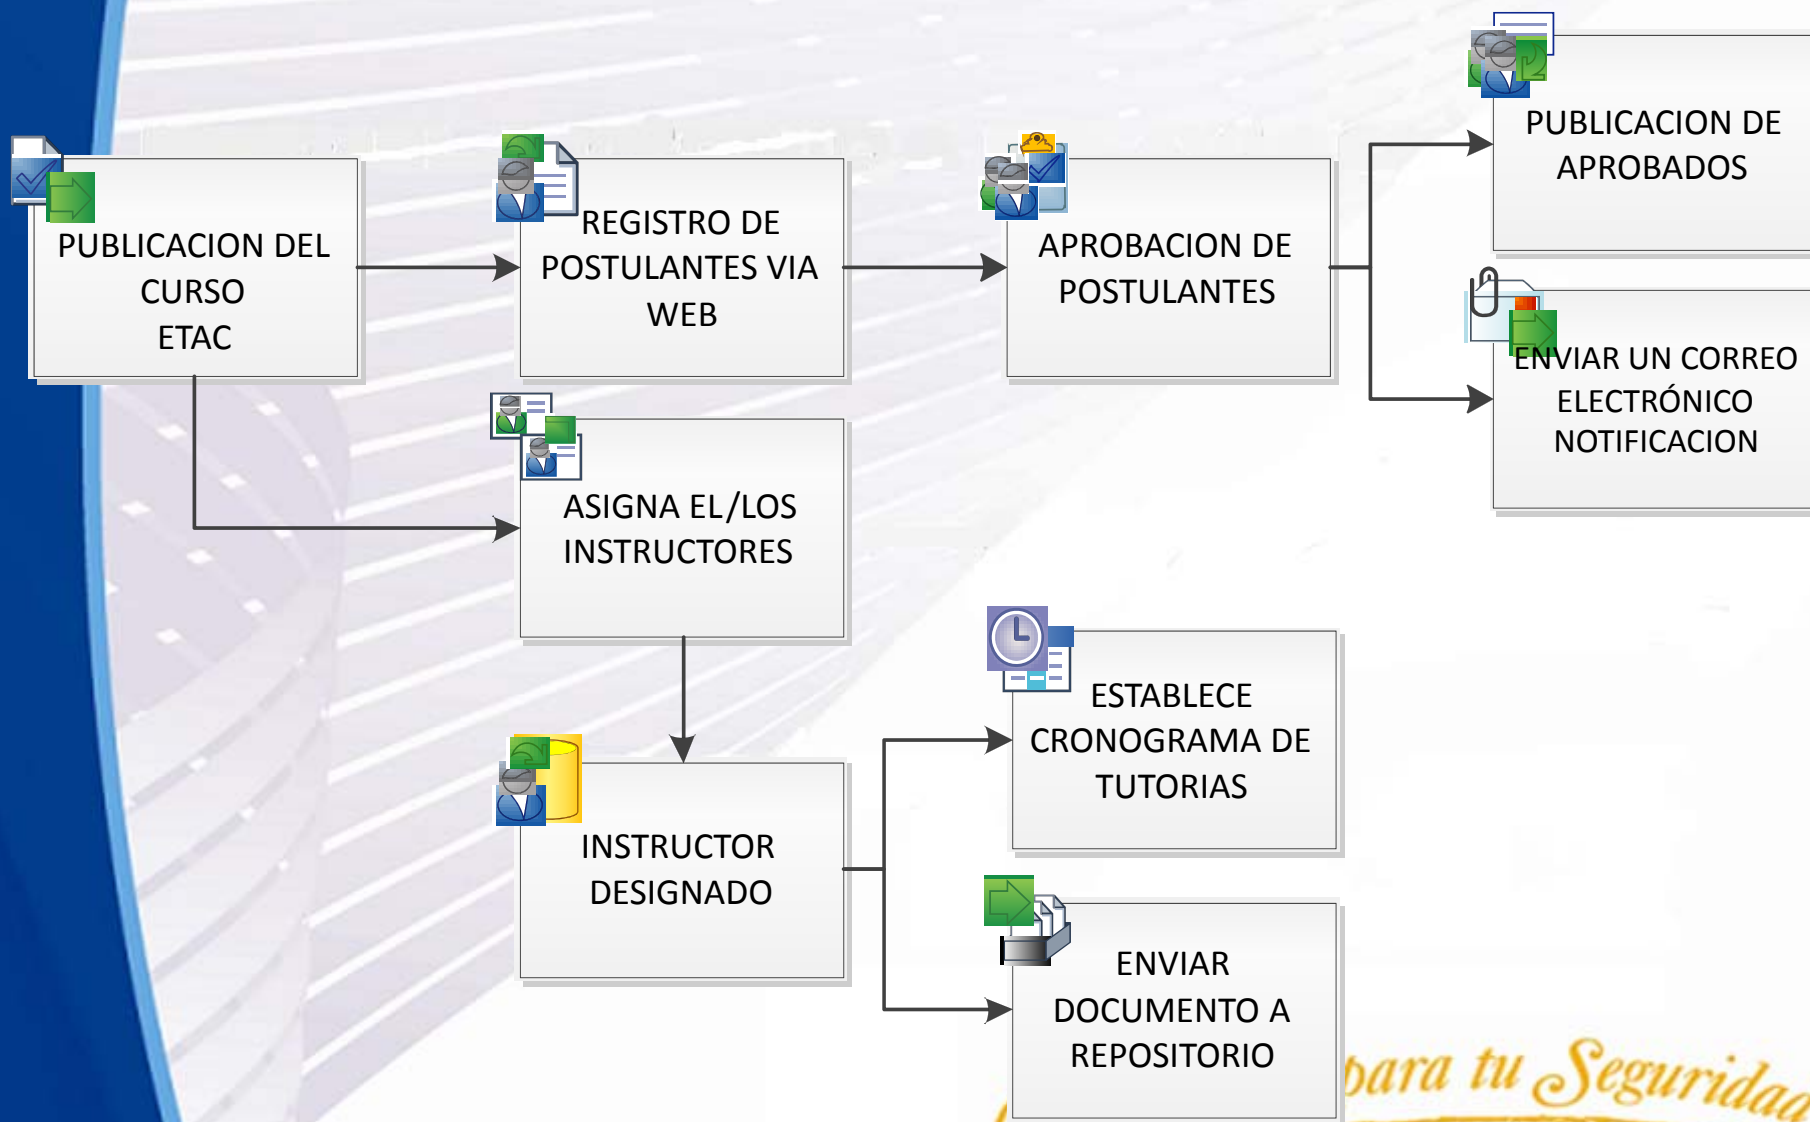 PUBLICACION DEL
CURSO
ETAC
REGISTRO DE
POSTULANTES VIA
WEB
APROBACION DE
POSTULANTES
PUBLICACION DE
APROBADOS
ENVIAR UN CORREO
ELECTRÓNICO
NOTIFICACION
ASIGNA EL/LOS
INSTRUCTORES
INSTRUCTOR
DESIGNADO
ESTABLECE
CRONOGRAMA DE
TUTORIAS
ENVIAR
DOCUMENTO A
REPOSITORIO
para tu Seguridad